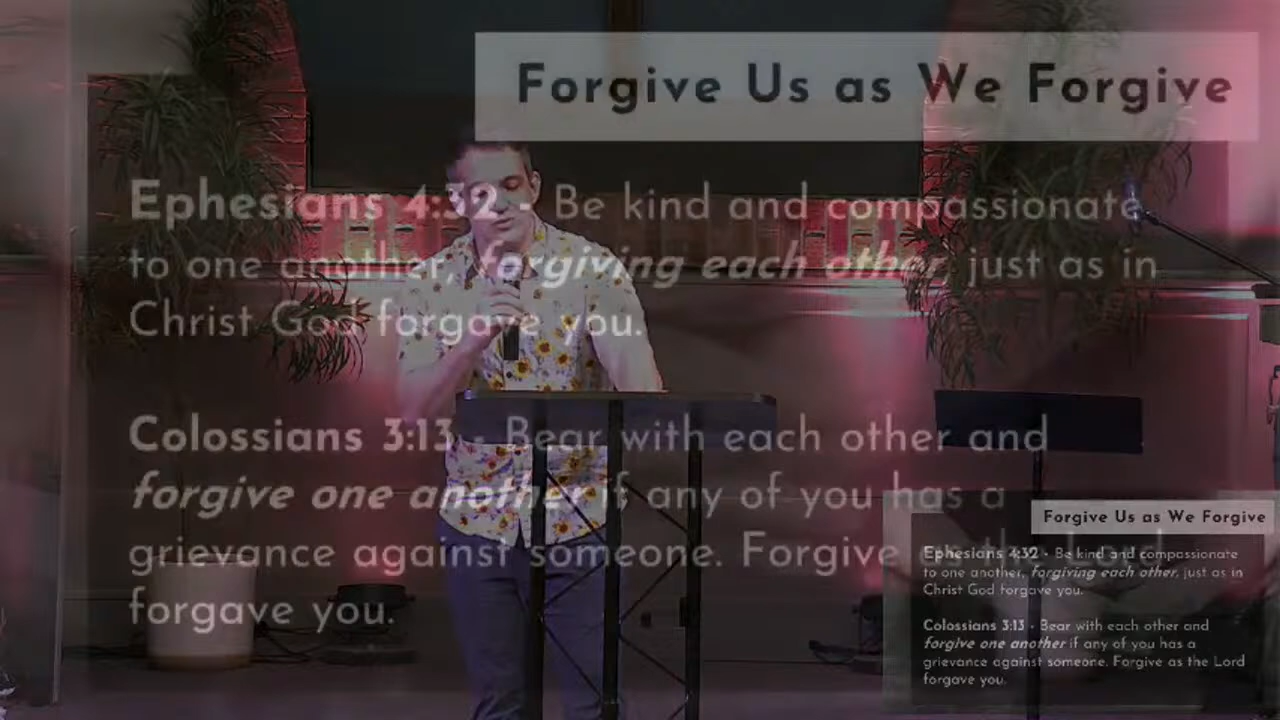 Forgive Us as We Forgive
Ephesians 4:32 - Be kind and compassionate
to one another, forgiving each other, just as in
Christ God forgave you.
Colossians 3:13 - Bear with each other and
forgive one another if any of you has a
grievance against someone. Forgive as the Lord
forgave you.
Forgive Us as We Forgive
Ephesians 4:32 - Be kind and compassionate
to one another, forgiving each other, just as in
Christ God forgave you.
Colossians 3:13 - Bear with each other and
forgive one another if any of you has a
grievance against someone. Forgive as the Lord
forgave you.